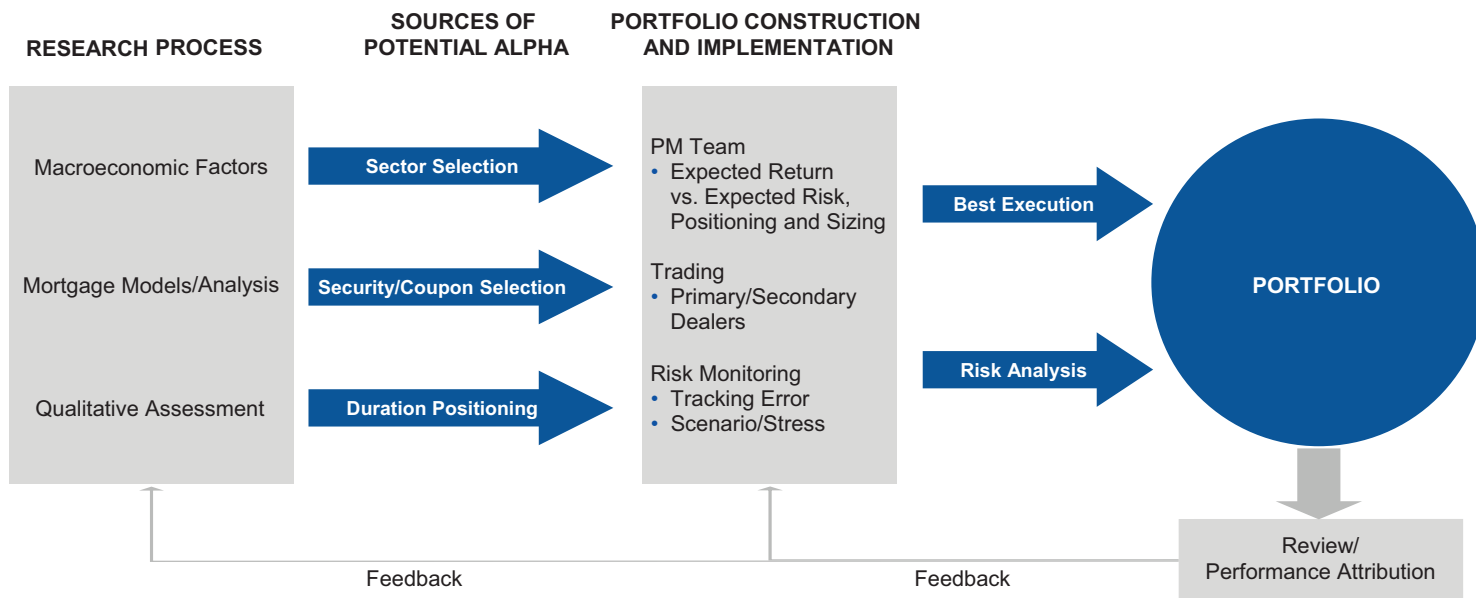 RESEARCH PROCESS
SOURCES OF
POTENTIAL ALPHA
PORTFOLIO CONSTRUCTION
AND IMPLEMENTATION
Macroeconomic Factors
Mortgage Models/Analysis
Qualitative Assessment
Sector Selection
Security/Coupon Selection
Duration Positioning
PM Team
• Expected Return
vs. Expected Risk,
Positioning and Sizing
Trading
• Primary/Secondary
Dealers
Risk Monitoring
• Tracking Error
• Scenario/Stress
Best Execution
Risk Analysis
PORTFOLIO
Review/
Performance Attribution
Feedback
Feedback